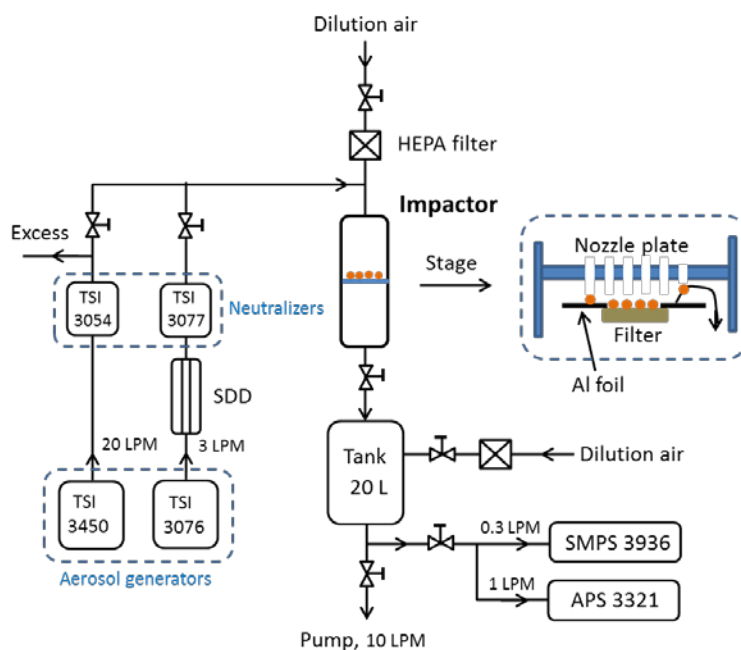 Dilution air
HEPA filter
Impactor
Excess
Stage
Nozzle plate
TSI
3054
TSI
3077
Neutralizers
Filter
Al foil
SDD
20 LPM
3 LPM
Tank
20 L
Dilution air
TSI
3450
TSI
3076
0.3 LPM
SMPS 3936
Aerosol generators
1 LPM
APS 3321
Pump, 10 LPM